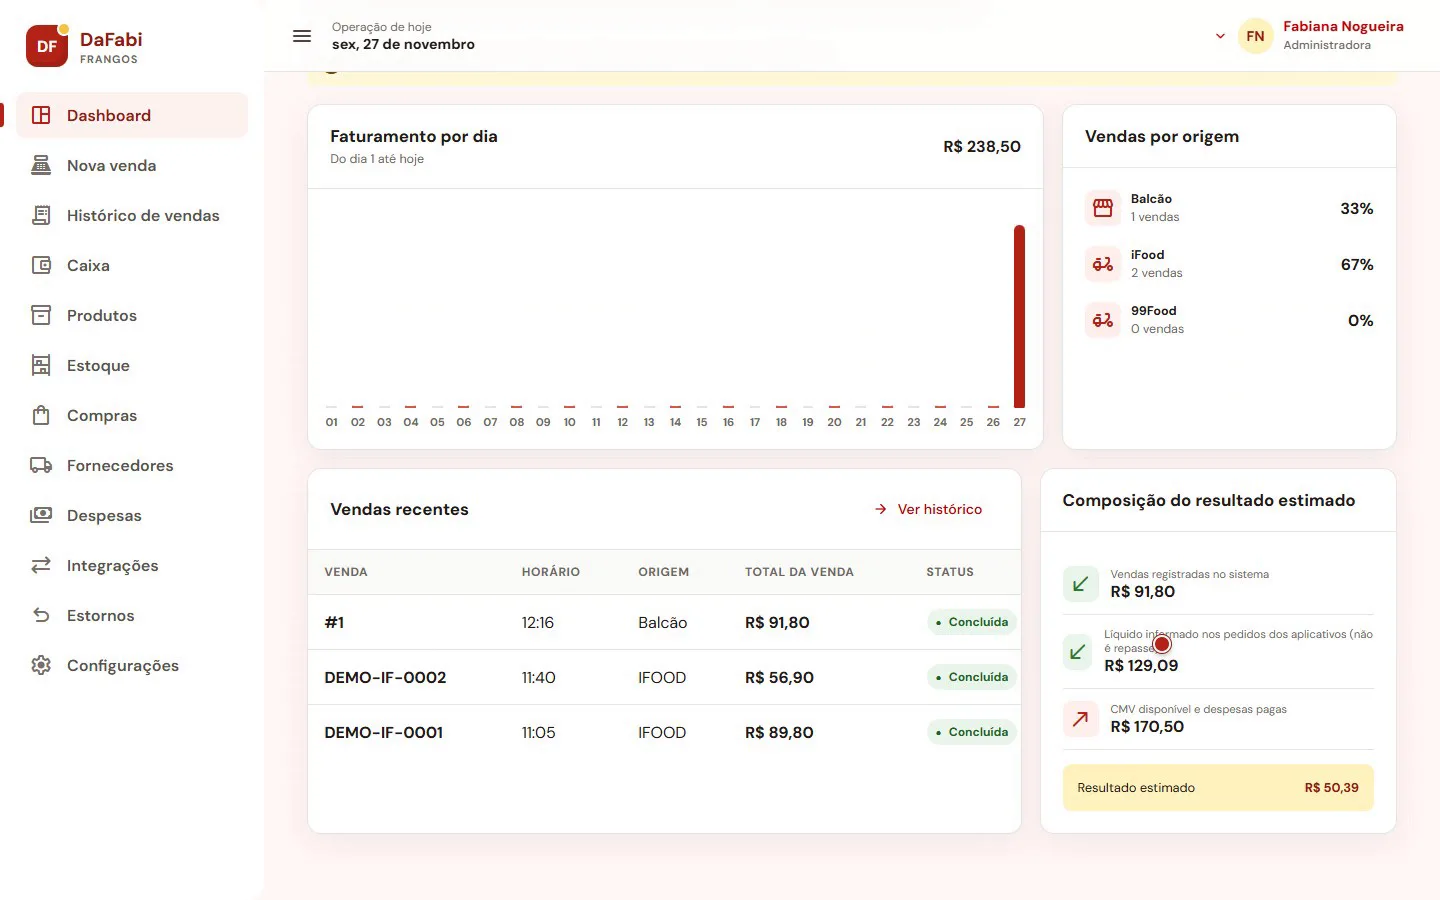 DF
DaFabi
FRANGOS
Operação de hoje
sex, 27 de novembro
FN
Fabiana Nogueira
Administradora
Dashboard
Nova venda
Histórico de vendas
Caixa
Produtos
Estoque
Compras
Fornecedores
Despesas
Integrações
Estornos
Configurações
Faturamento por dia
Do dia 1 até hoje
R$ 238,50
01 02 03 04 05 06 07 08 09 10 11 12 13 14 15 16 17 18 19 20 21 22 23 24 25 26 27
Vendas por origem
Balcão
1 vendas
33%
iFood
2 vendas
67%
99Food
0 vendas
0%
Vendas recentes
Ver histórico
VENDA HORÁRIO ORIGEM TOTAL DA VENDA STATUS
#1 12:16 Balcão R$ 91,80 Concluída
DEMO-IF-0002 11:40 IFOOD R$ 56,90 Concluída
DEMO-IF-0001 11:05 IFOOD R$ 89,80 Concluída
Composição do resultado estimado
Vendas registradas no sistema
R$ 91,80
Líquido informado nos pedidos dos aplicativos (não
é
R$ 129,09
CMV disponível e despesas pagas
R$ 170,50
Resultado estimado R$ 50,39